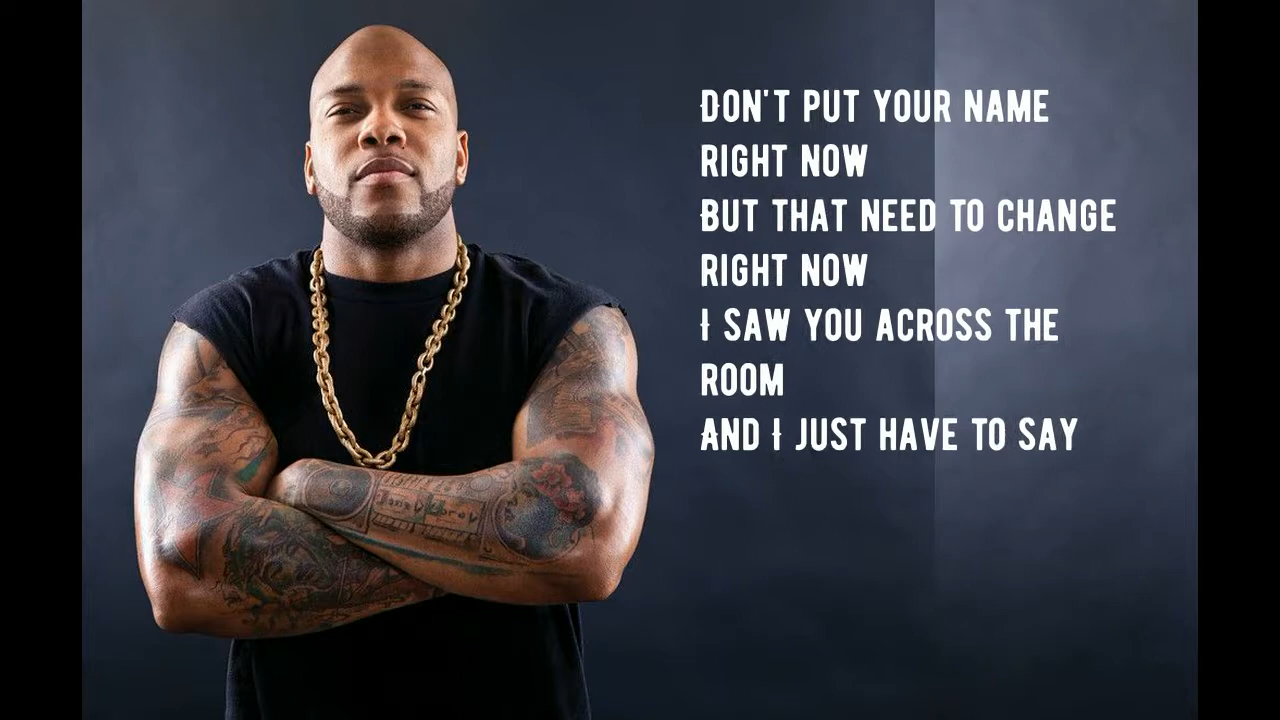 Don't put your name
right now
But that need to change
right now
I saw you across the
room
And I just have to say